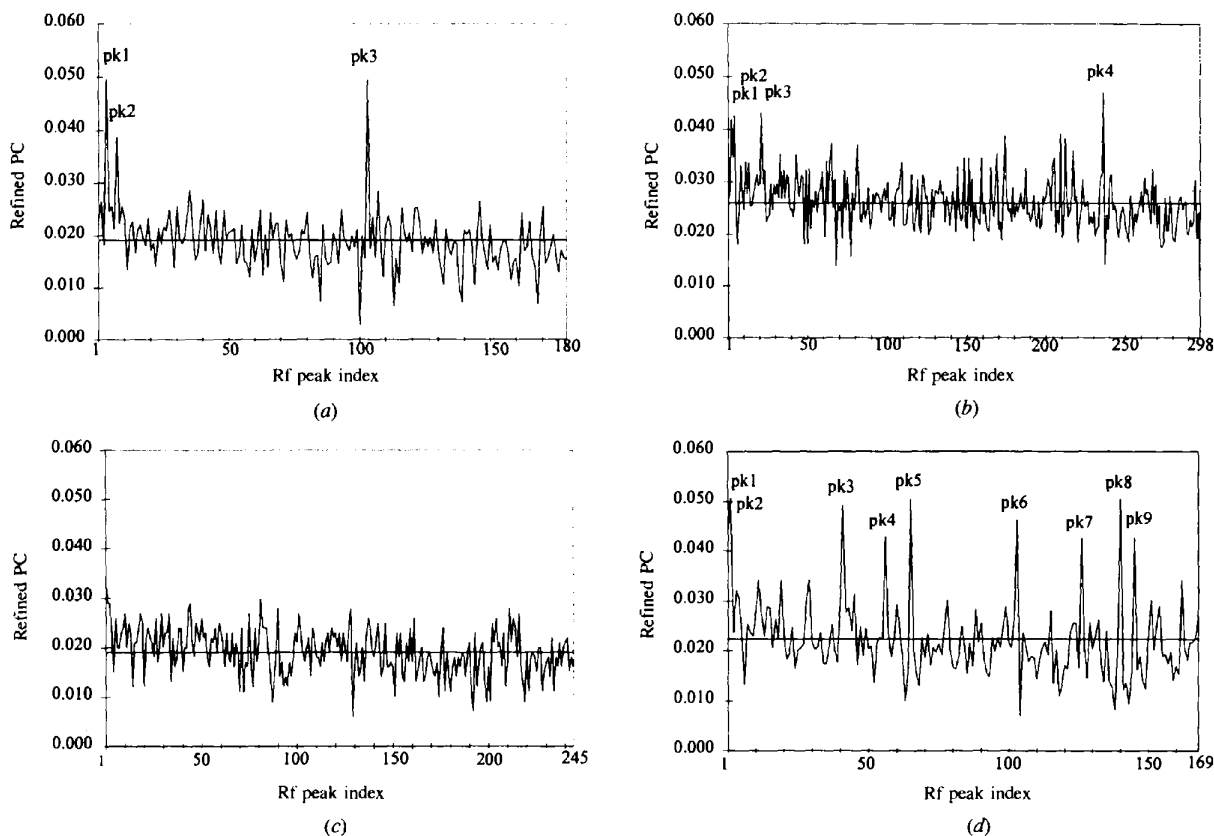 0.060
0.050
0.040
0.030
0.020
0.010
0.000
Refined PC
pk1
pk2
pk3
1
50
100
150
180
Rf peak index
(a)
0.060
0.050
0.040
0.030
0.020
0.010
0.000
Refined PC
pk2
pk1
pk3
pk4
1
50
100
150
200
250
298
Rf peak index
(b)
0.060
0.050
0.040
0.030
0.020
0.010
0.000
Refined PC
1
50
100
150
200
245
Rf peak index
(c)
0.060
0.050
0.040
0.030
0.020
0.010
0.000
Refined PC
pk1
pk2
pk3
pk4
pk5
pk6
pk7
pk8
pk9
1
50
100
150
169
Rf peak index
(d)